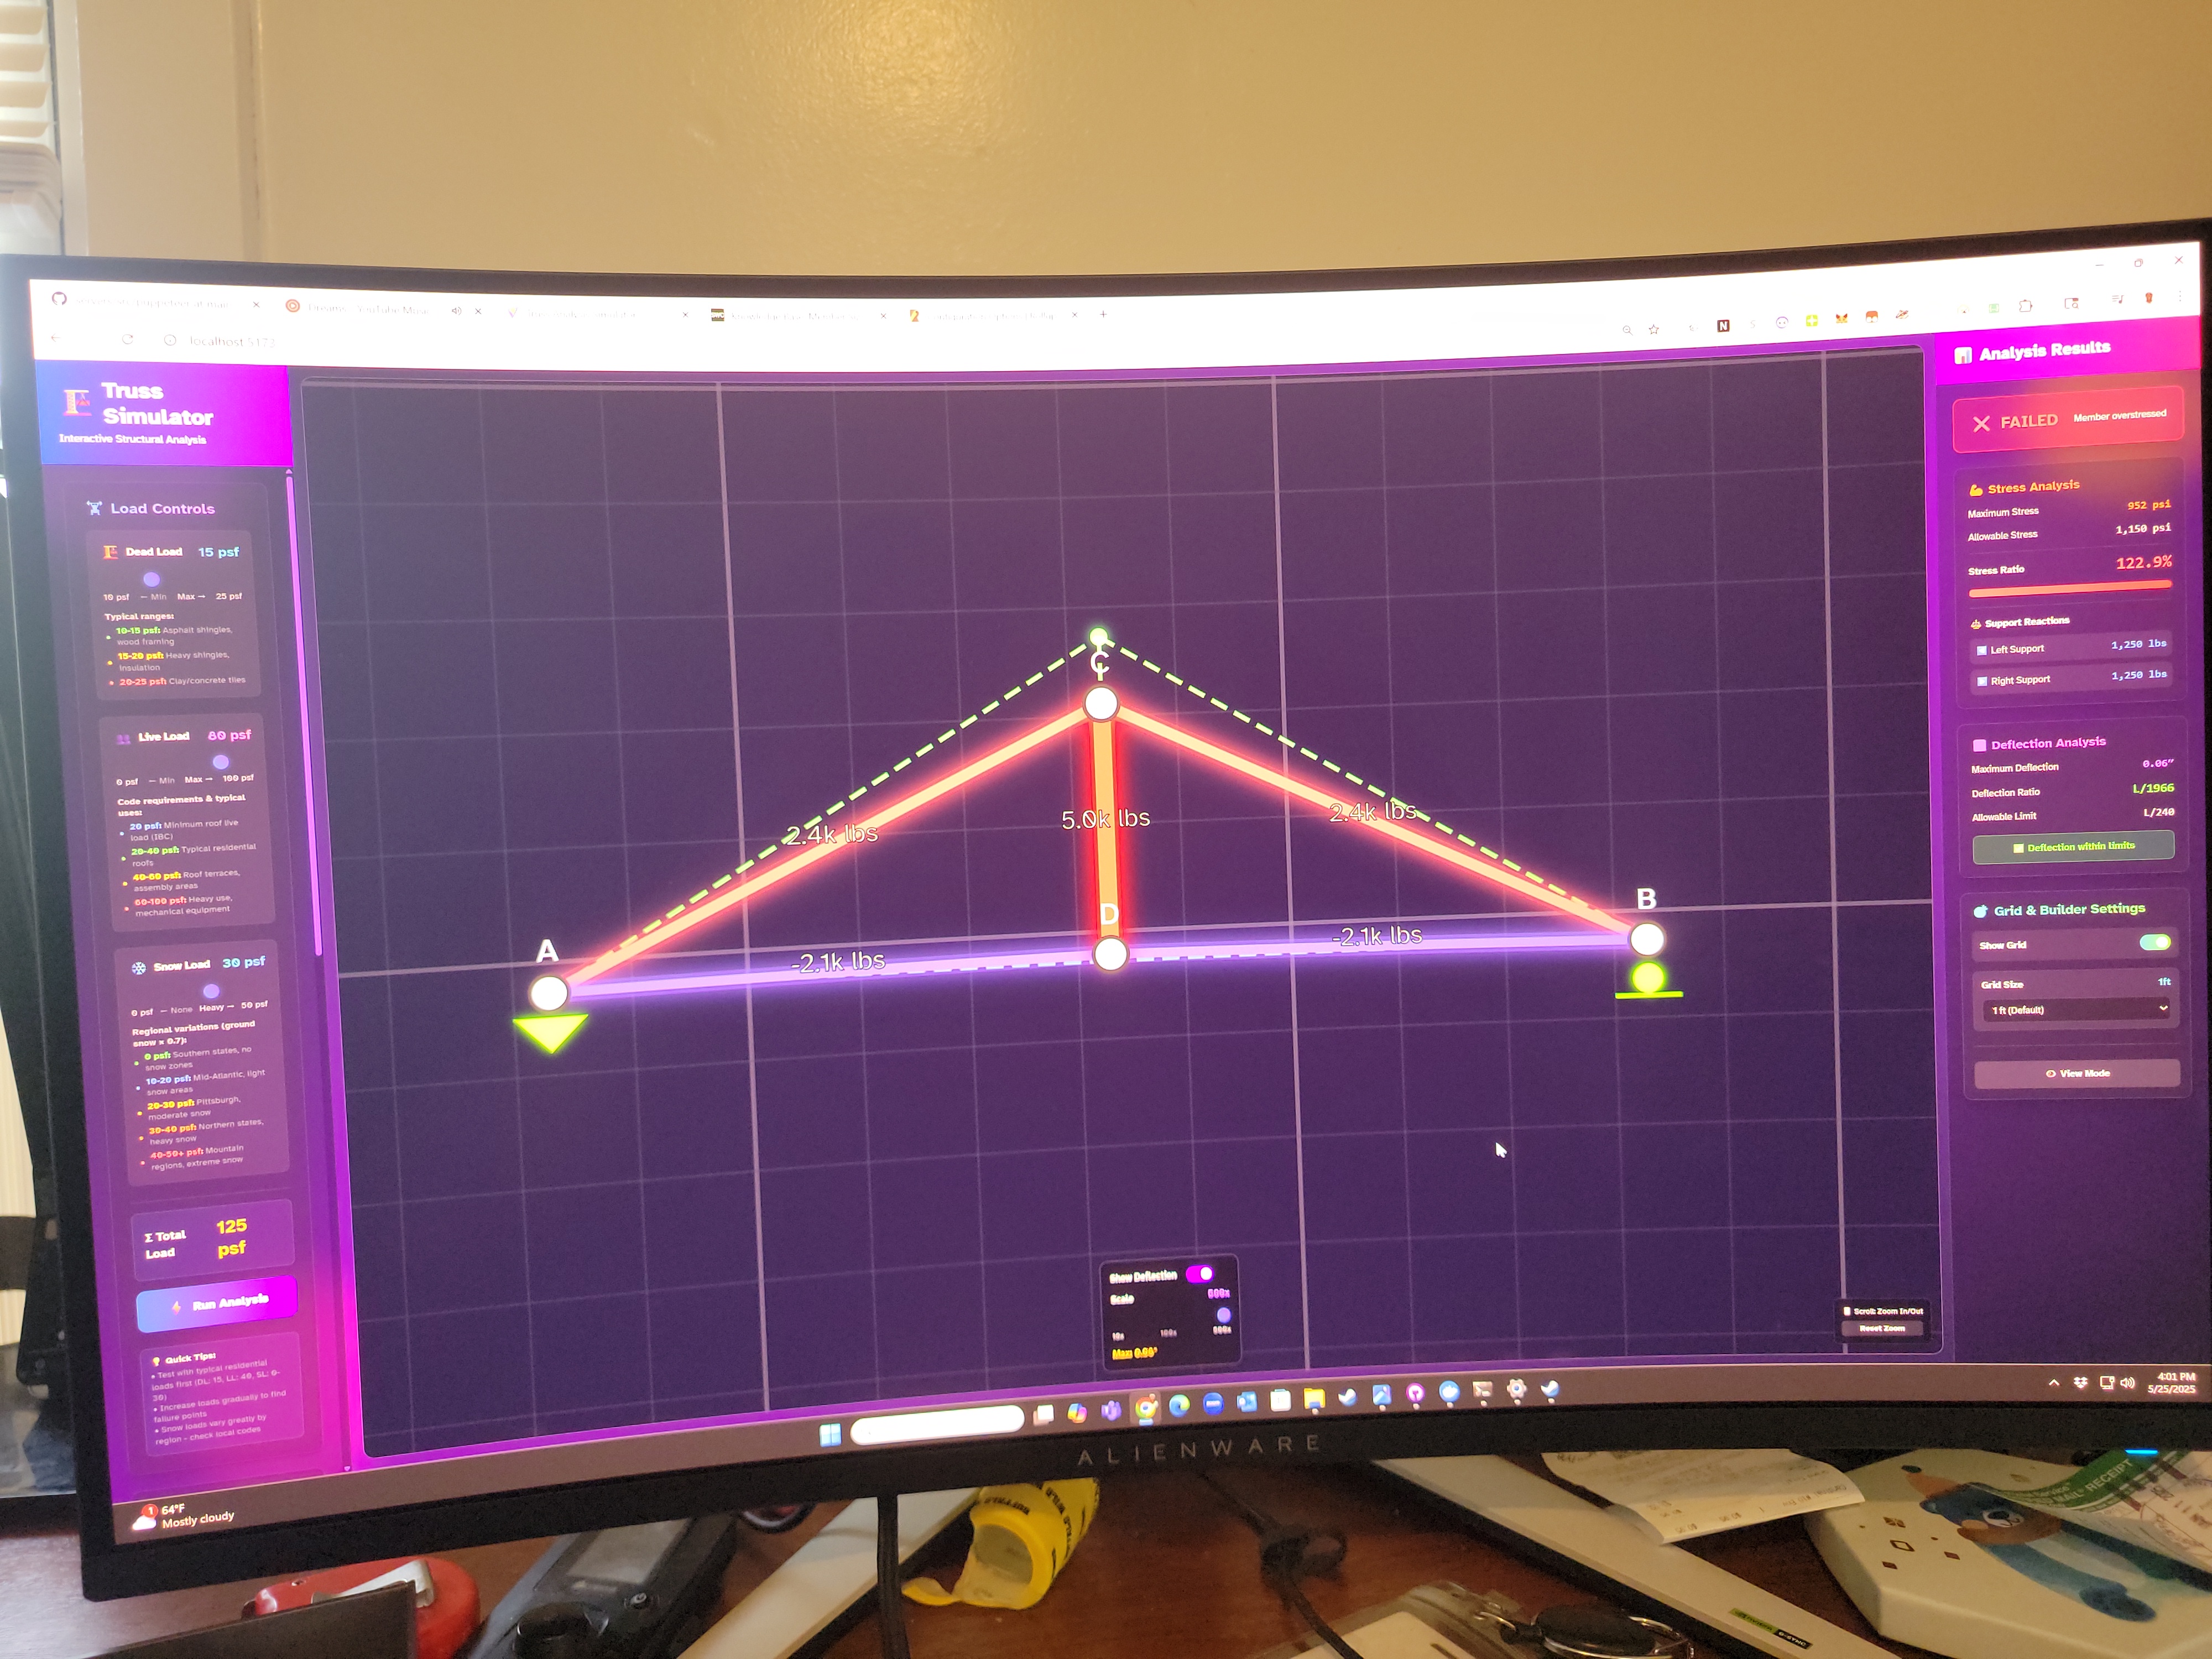 localhost:5173
Truss
Simulator
Interactive Structural Analysis
Load Controls
Dead Load 15 psf
10 psf ← Min Max → 25 psf
Typical ranges:
• 10-15 psf: Asphalt shingles,
wood framing
• 15-20 psf: Heavy shingles,
insulation
• 20-25 psf: Clay/concrete tiles
Live Load 80 psf
0 psf ← Min Max → 100 psf
Code requirements & typical
uses:
• 20 psf: Minimum roof live
load (IBC)
• 20-40 psf: Typical residential
roofs
• 40-60 psf: Roof terraces,
assembly areas
• 60-100 psf: Heavy use,
mechanical equipment
Snow Load 30 psf
0 psf ← None Heavy → 50 psf
Regional variations (ground
snow × 0.7):
• 0 psf: Southern states, no
snow zones
• 10-20 psf: Mid-Atlantic, light
snow areas
• 20-30 psf: Pittsburgh,
moderate snow
• 30-40 psf: Northern states,
heavy snow
• 40-50+ psf: Mountain
regions, extreme snow
Σ Total
Load
125
psf
Run Analysis
Quick Tips:
• Test with typical residential
loads first (DL: 15, LL: 40, SL: 0-
30)
• Increase loads gradually to find
failure points
• Snow loads vary greatly by
region - check local codes
C
2.4k lbs
5.0k lbs
2.4k lbs
D
A
B
-2.1k lbs
-2.1k lbs
Show Deflection
Scale
10x 100x
Scroll: Zoom In/Out
Reset Zoom
Analysis Results
FAILED Member overstressed
Stress Analysis
Maximum Stress 952 psi
Allowable Stress 1,150 psi
Stress Ratio 122.9%
Support Reactions
Left Support 1,250 lbs
Right Support 1,250 lbs
Deflection Analysis
Maximum Deflection 0.06"
Deflection Ratio L/1966
Allowable Limit L/240
Deflection within limits
Grid & Builder Settings
Show Grid
Grid Size 1ft
1 ft (Default)
View Mode
4:01 PM
5/25/2025
1
64°F
Mostly cloudy
ALIENWARE
RECEIPT